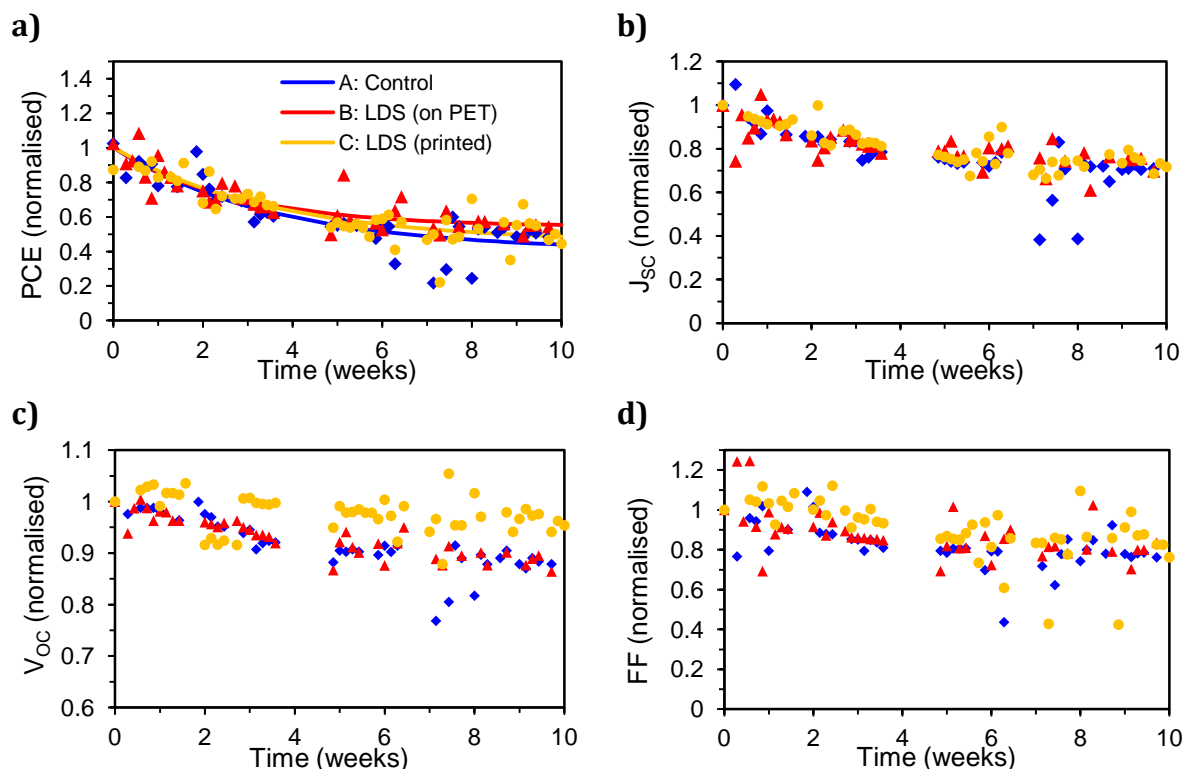 a)
PCE (normalised)
1.4
1.2
1
0.8
0.6
0.4
0.2
0
0 2 4 6 8 10
Time (weeks)
A: Control
B: LDS (on PET)
C: LDS (printed)
b)
JSC (normalised)
1.2
1
0.8
0.6
0.4
0.2
0
0 2 4 6 8 10
Time (weeks)
c)
VOC (normalised)
1.1
1
0.9
0.8
0.7
0.6
0 2 4 6 8 10
Time (weeks)
d)
FF (normalised)
1.2
1
0.8
0.6
0.4
0.2
0
0 2 4 6 8 10
Time (weeks)